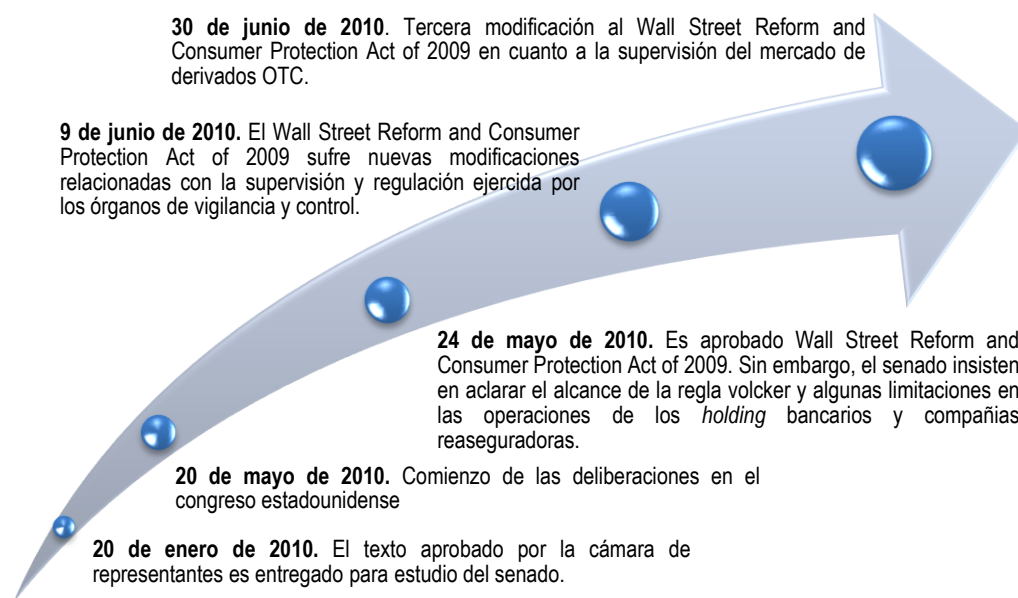 30 de junio de 2010. Tercera modificación al Wall Street Reform and
Consumer Protection Act of 2009 en cuanto a la supervisión del mercado de
derivados OTC.
9 de junio de 2010. El Wall Street Reform and Consumer
Protection Act of 2009 sufre nuevas modificaciones
relacionadas con la supervisión y regulación ejercida por
los órganos de vigilancia y control.
24 de mayo de 2010. Es aprobado Wall Street Reform and
Consumer Protection Act of 2009. Sin embargo, el senado insisten
en aclarar el alcance de la regla volcker y algunas limitaciones en
las operaciones de los holding bancarios y compañias
reaseguradoras.
20 de mayo de 2010. Comienzo de las deliberaciones en el
congreso estadounidense
20 de enero de 2010. El texto aprobado por la cámara de
representantes es entregado para estudio del senado.